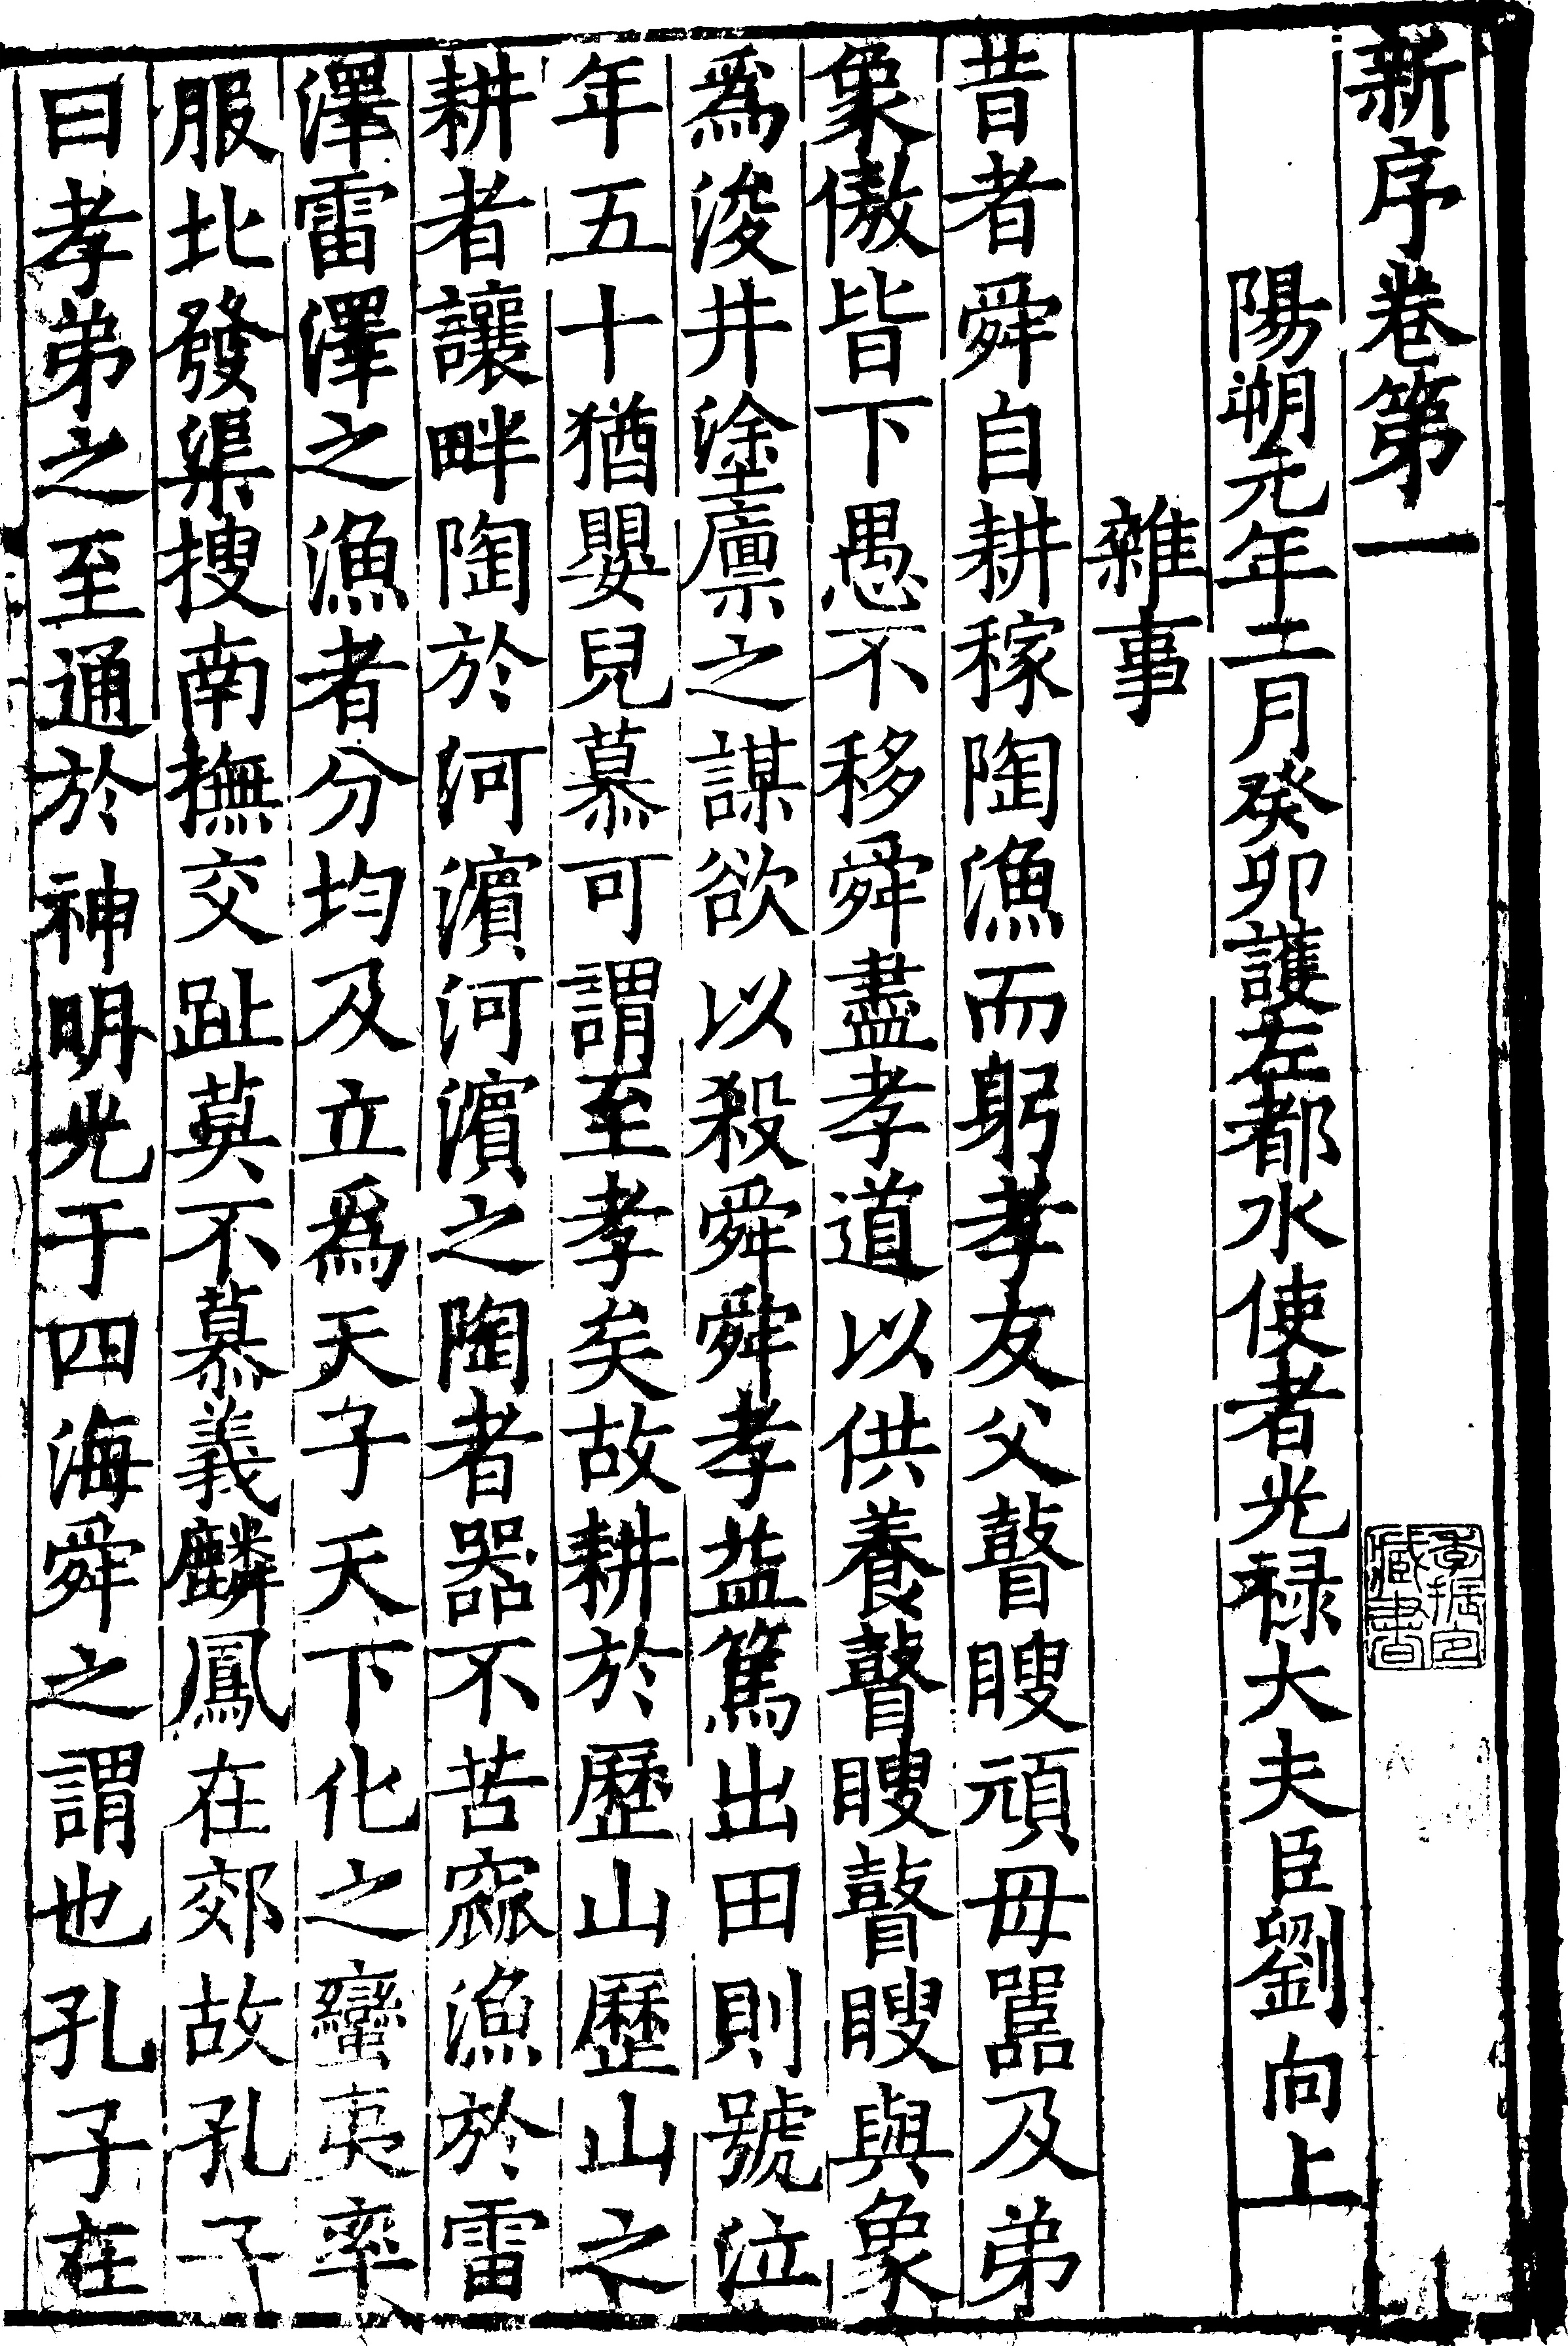 新序卷第一
陽朔元年二月癸卯護左都水使者光禄大夫臣劉向上
雜事
昔者舜自耕稼陶漁而躬孝友父瞽瞍頑母嚚及弟
象傲皆下愚不移舜盡孝道以供養瞽瞍瞽瞍與象
爲浚井塗廩之謀欲以殺舜舜孝益篤出田則號泣
年五十猶嬰兒慕可謂至孝矣故耕於歷山歷山之
耕者讓畔陶於河濵河濵之陶者器不苦窳漁於雷
澤雷澤之漁者分均及立爲天子天下化之蠻夷率
服北發渠搜南撫交趾莫不慕義麟鳳在郊故孔子
曰孝弟之至通於神明光于四海舜之謂也孔子在
季振宜
藏書